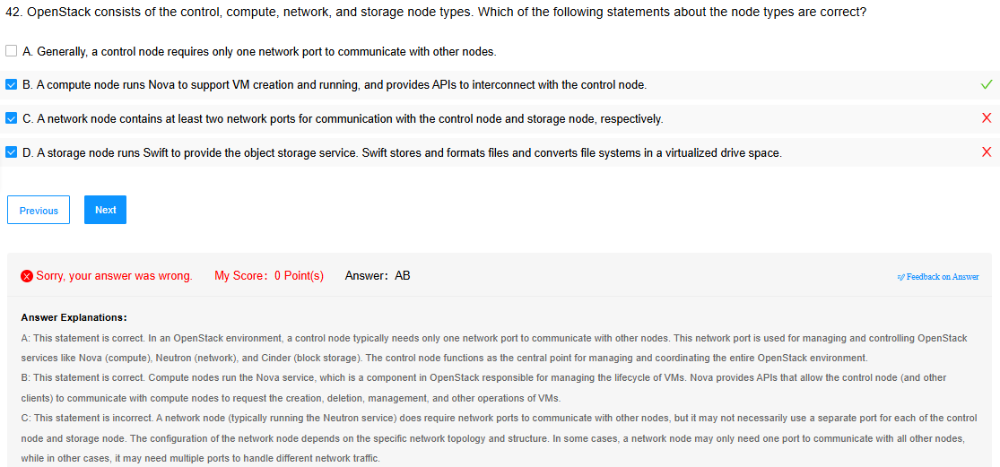 42. OpenStack consists of the control, compute, network, and storage node types. Which of the following statements about the node types are correct?
A. Generally, a control node requires only one network port to communicate with other nodes.
B. A compute node runs Nova to support VM creation and running, and provides APIs to interconnect with the control node.
C. A network node contains at least two network ports for communication with the control node and storage node, respectively.
D. A storage node runs Swift to provide the object storage service. Swift stores and formats files and converts file systems in a virtualized drive space.
Previous
Next
Sorry, your answer was wrong. My Score: 0 Point(s) Answer: AB
Feedback on Answer
Answer Explanations:
A: This statement is correct. In an OpenStack environment, a control node typically needs only one network port to communicate with other nodes. This network port is used for managing and controlling OpenStack
services like Nova (compute), Neutron (network), and Cinder (block storage). The control node functions as the central point for managing and coordinating the entire OpenStack environment.
B: This statement is correct. Compute nodes run the Nova service, which is a component in OpenStack responsible for managing the lifecycle of VMs. Nova provides APIs that allow the control node (and other
clients) to communicate with compute nodes to request the creation, deletion, management, and other operations of VMs.
C: This statement is incorrect. A network node (typically running the Neutron service) does require network ports to communicate with other nodes, but it may not necessarily use a separate port for each of the control
node and storage node. The configuration of the network node depends on the specific network topology and structure. In some cases, a network node may only need one port to communicate with all other nodes,
while in other cases, it may need multiple ports to handle different network traffic.